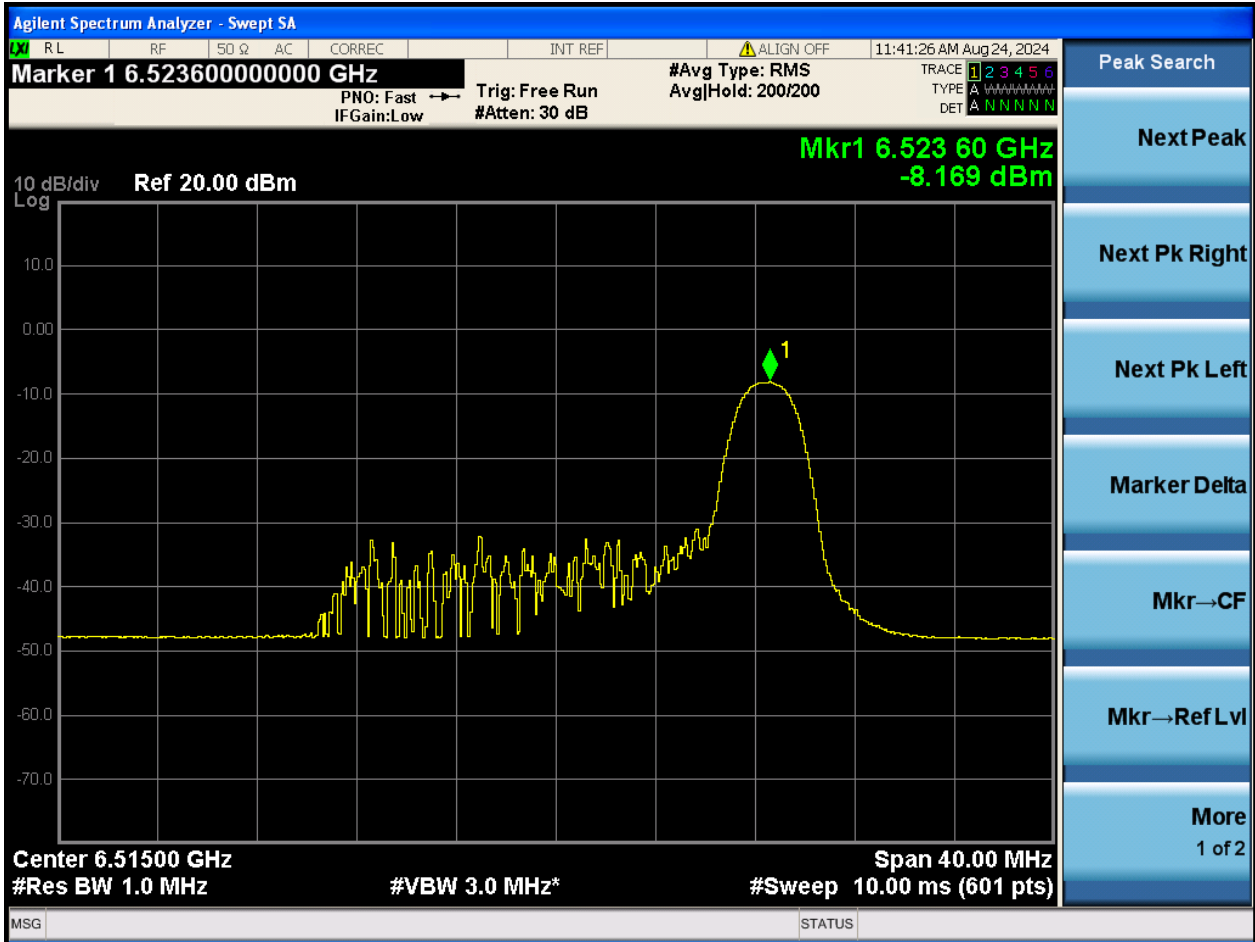 Agilent Spectrum Analyzer - Swept SA
LXI RL RF 50 Ω AC CORREC INT REF ALIGN OFF 11:41:26 AM Aug 24, 2024
Marker 1 6.523600000000 GHz
PNO: Fast
IFGain:Low
Trig: Free Run
#Atten: 30 dB
#Avg Type: RMS
Avg|Hold: 200/200
TRACE 1 2 3 4 5 6
TYPE A WWWWWW
DET A N N N N N
Mkr1 6.523 60 GHz
-8.169 dBm
10 dB/div Ref 20.00 dBm
Log
10.0
0.00
-10.0
-20.0
-30.0
-40.0
-50.0
-60.0
-70.0
1
Center 6.51500 GHz Span 40.00 MHz
#Res BW 1.0 MHz #VBW 3.0 MHz* #Sweep 10.00 ms (601 pts)
MSG STATUS
Peak Search
Next Peak
Next Pk Right
Next Pk Left
Marker Delta
Mkr→CF
Mkr→Ref Lvl
More
1 of 2